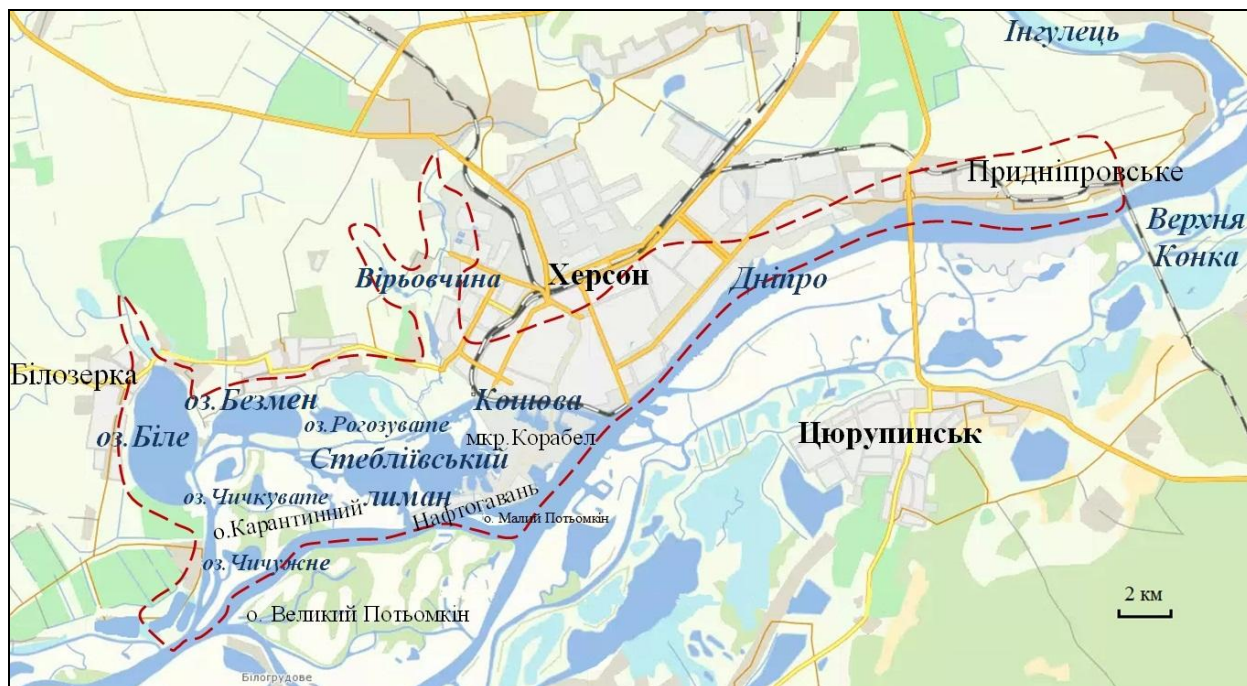 Інгулець
Придніпровське
Верхня
Конка
Вірьовчина
Херсон
Дніпро
Білозерка
оз.Безмен
Кошова
оз.Біле
оз.Рогозувате
мкр.Корабел
Цюрупинськ
Стебліївський
лиман
оз.Чичкувате
о.Карантинний
Нафтогавань
о. Малий Потьомкін
оз.Чичужне
о. Великий Потьомкін
2 км
Білогрудове